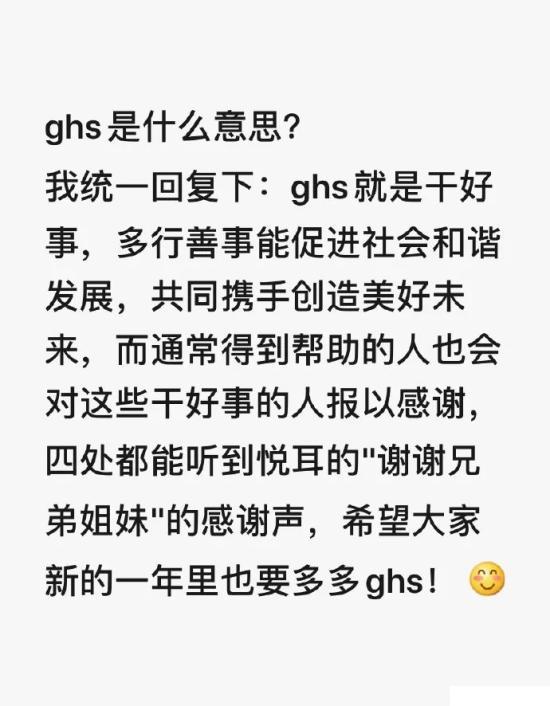 ghs是什么意思？
我统一回复下：ghs就是干好
事，多行善事能促进社会和谐
发展，共同携手创造美好未
来，而通常得到帮助的人也会
对这些干好事的人报以感谢，
四处都能听到悦耳的"谢谢兄
弟姐妹"的感谢声，希望大家
新的一年里也要多多ghs！😊